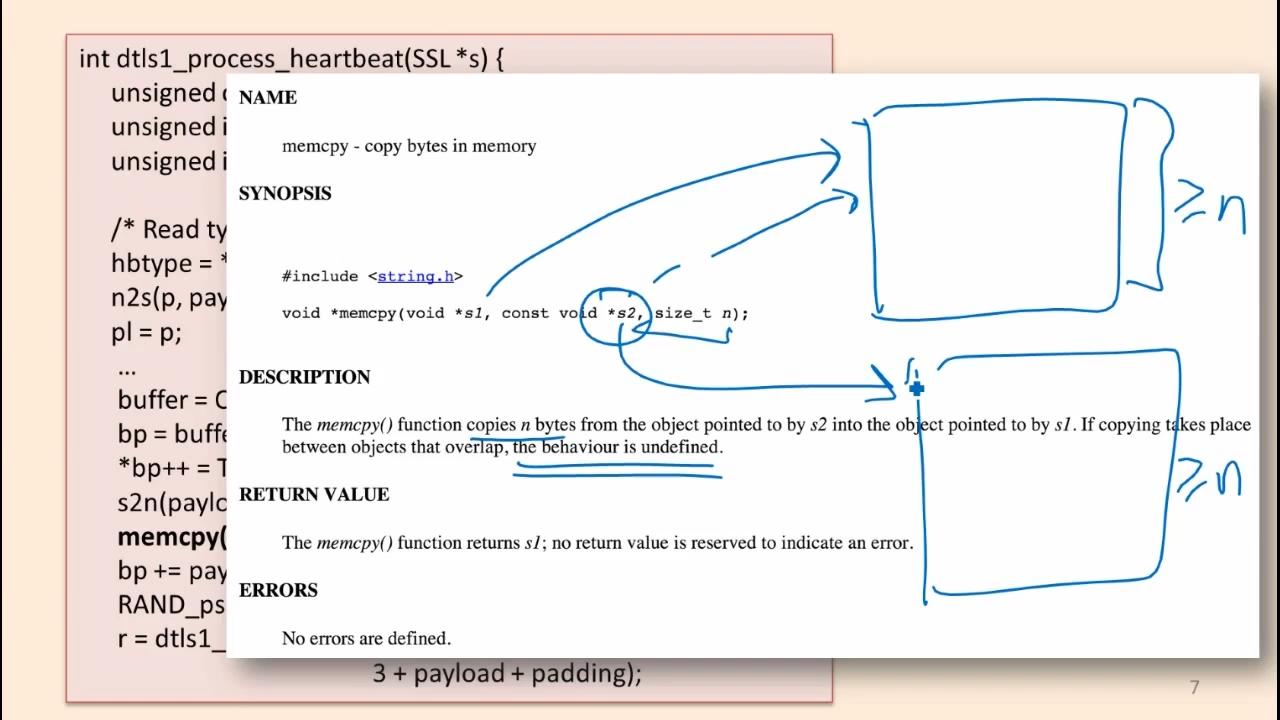 int dtls1_process_heartbeat(SSL *s) {
unsigned
unsigned
unsigned
/* Read ty
hbtype = *
n2s(p, pay
pl = p;
...
buffer =
bp = buffe
*bp++ = T
s2n(paylo
memcpy(
bp += pay
RAND_ps
r = dtls1_
3 + payload + padding);
NAME
memcpy - copy bytes in memory
SYNOPSIS
#include <string.h>
void *memcpy(void *s1, const void *s2, size_t n);
DESCRIPTION
The memcpy() function copies n bytes from the object pointed to by s2 into the object pointed to by s1. If copying takes place
between objects that overlap, the behaviour is undefined.
RETURN VALUE
The memcpy() function returns s1; no return value is reserved to indicate an error.
ERRORS
No errors are defined.
≥ n
≥ n
7